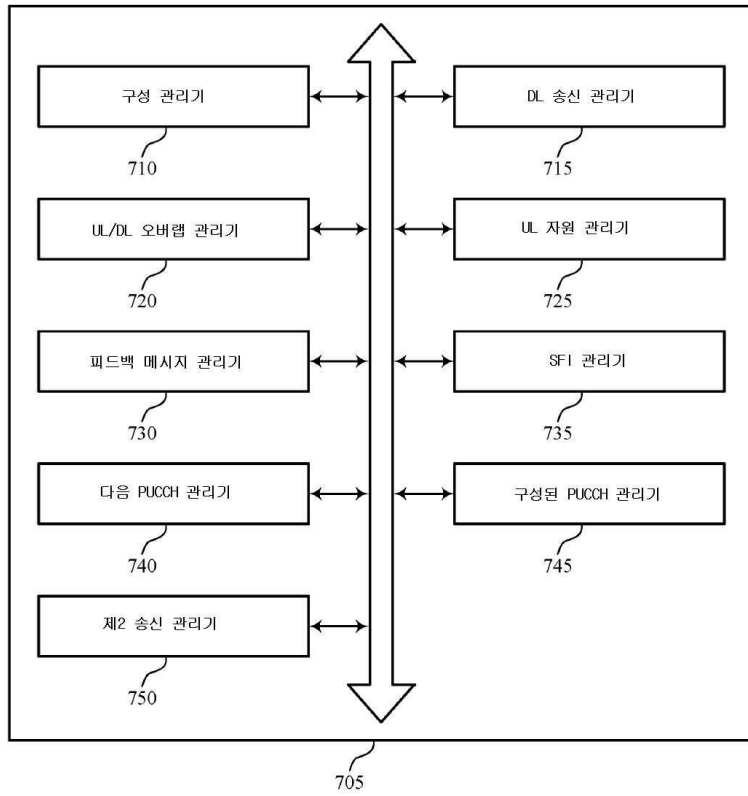 구성 관리기
DL 송신 관리기
710
715
UL/DL 오버랩 관리기
UL 자원 관리기
720
725
피드백 메시지 관리기
SFI 관리기
730
735
다음 PUCCH 관리기
구성된 PUCCH 관리기
740
745
제2 송신 관리기
750
705